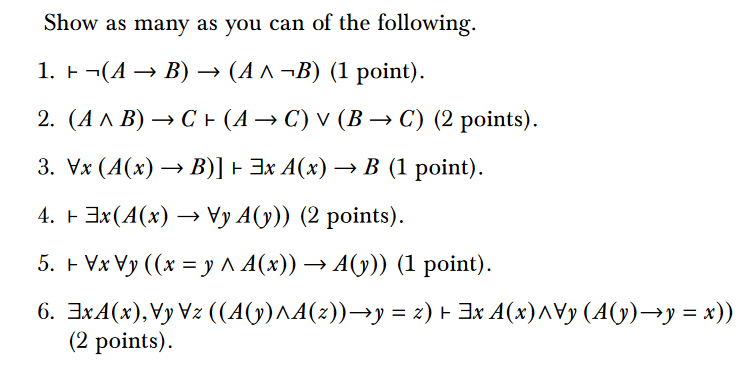 Show as many as you can of the following.
1. ⊢ ¬(A → B) → (A ∧ ¬B) (1 point).
2. (A ∧ B) → C ⊢ (A → C) ∨ (B → C) (2 points).
3. ∀x (A(x) → B)] ⊢ ∃x A(x) → B (1 point).
4. ⊢ ∃x(A(x) → ∀y A(y)) (2 points).
5. ⊢ ∀x ∀y ((x = y ∧ A(x)) → A(y)) (1 point).
6. ∃xA(x),∀y ∀z ((A(y)∧A(z))→y = z) ⊢ ∃x A(x)∧∀y (A(y)→y = x))
(2 points).